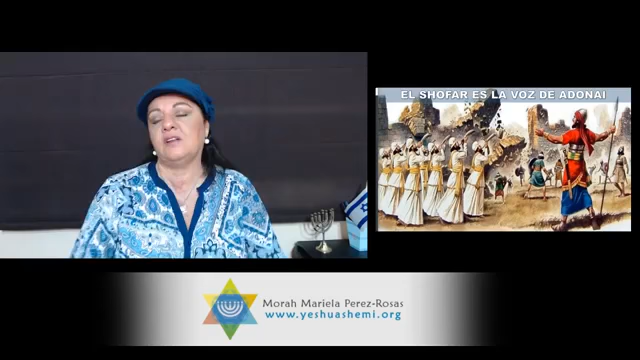 EL SHOFAR ES LA VOZ DE ADONAI
Morah Mariela Perez-Rosas
www.yeshuashemi.org